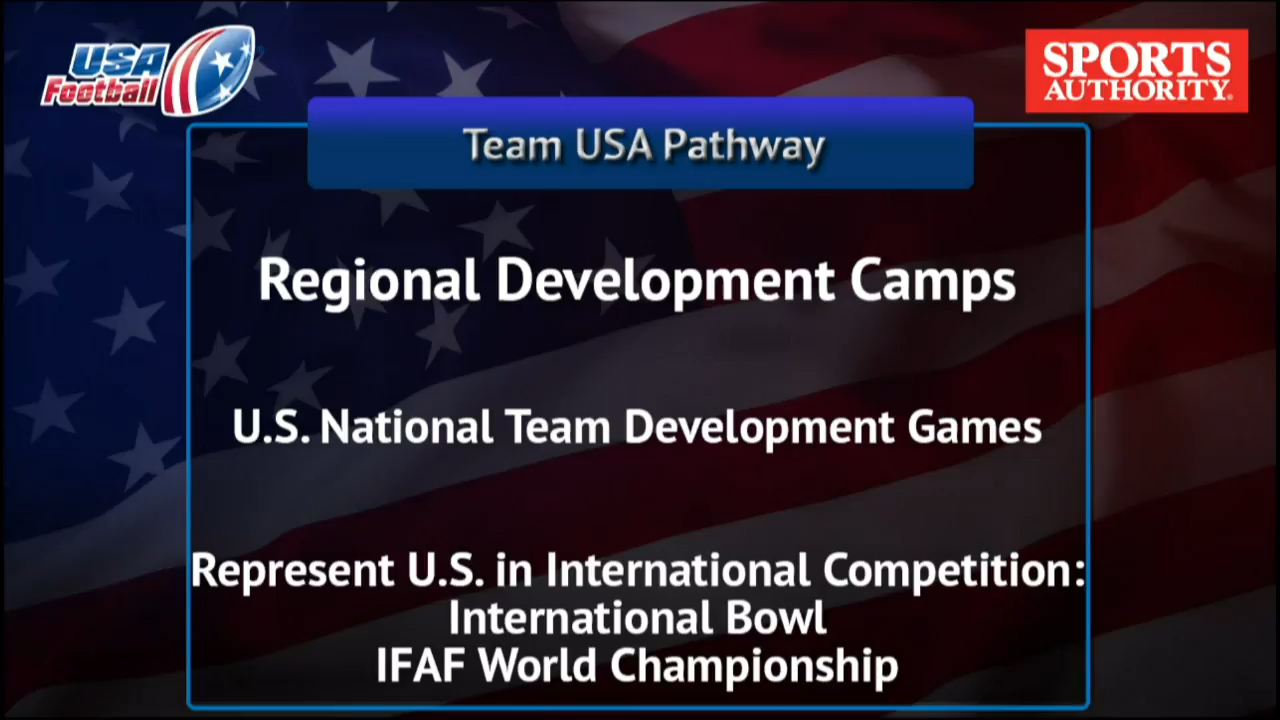 USA
Football
SPORTS
AUTHORITY.
Team USA Pathway
Regional Development Camps
U.S. National Team Development Games
Represent U.S. in International Competition:
International Bowl
IFAF World Championship